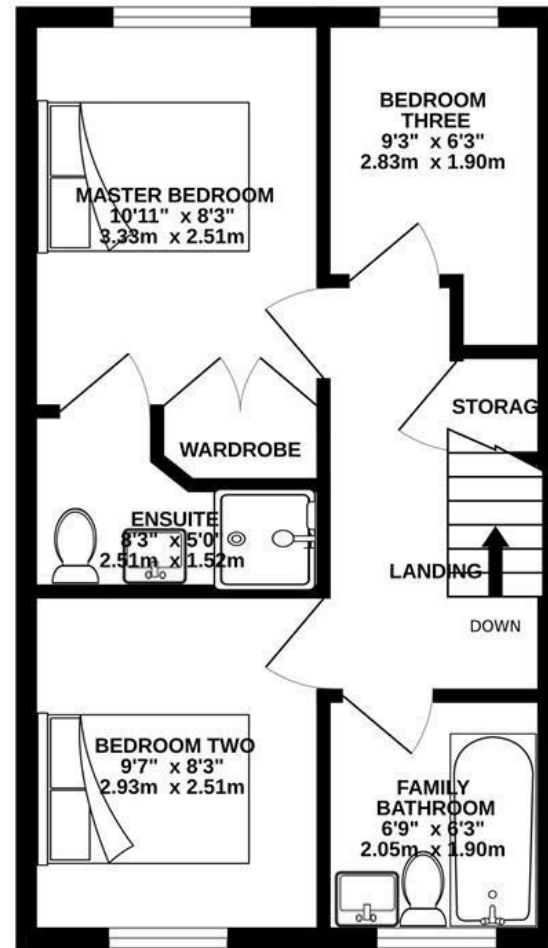 BEDROOM
THREE
9'3" x 6'3"
2.83m x 1.90m
MASTER BEDROOM
10'11" x 8'3"
3.33m x 2.51m
STORAG
WARDROBE
ENSUITE
8'3" x 5'0"
2.51m x 1.52m
LANDING
DOWN
BEDROOM TWO
9'7" x 8'3"
2.93m x 2.51m
FAMILY
BATHROOM
6'9" x 6'3"
2.05m x 1.90m